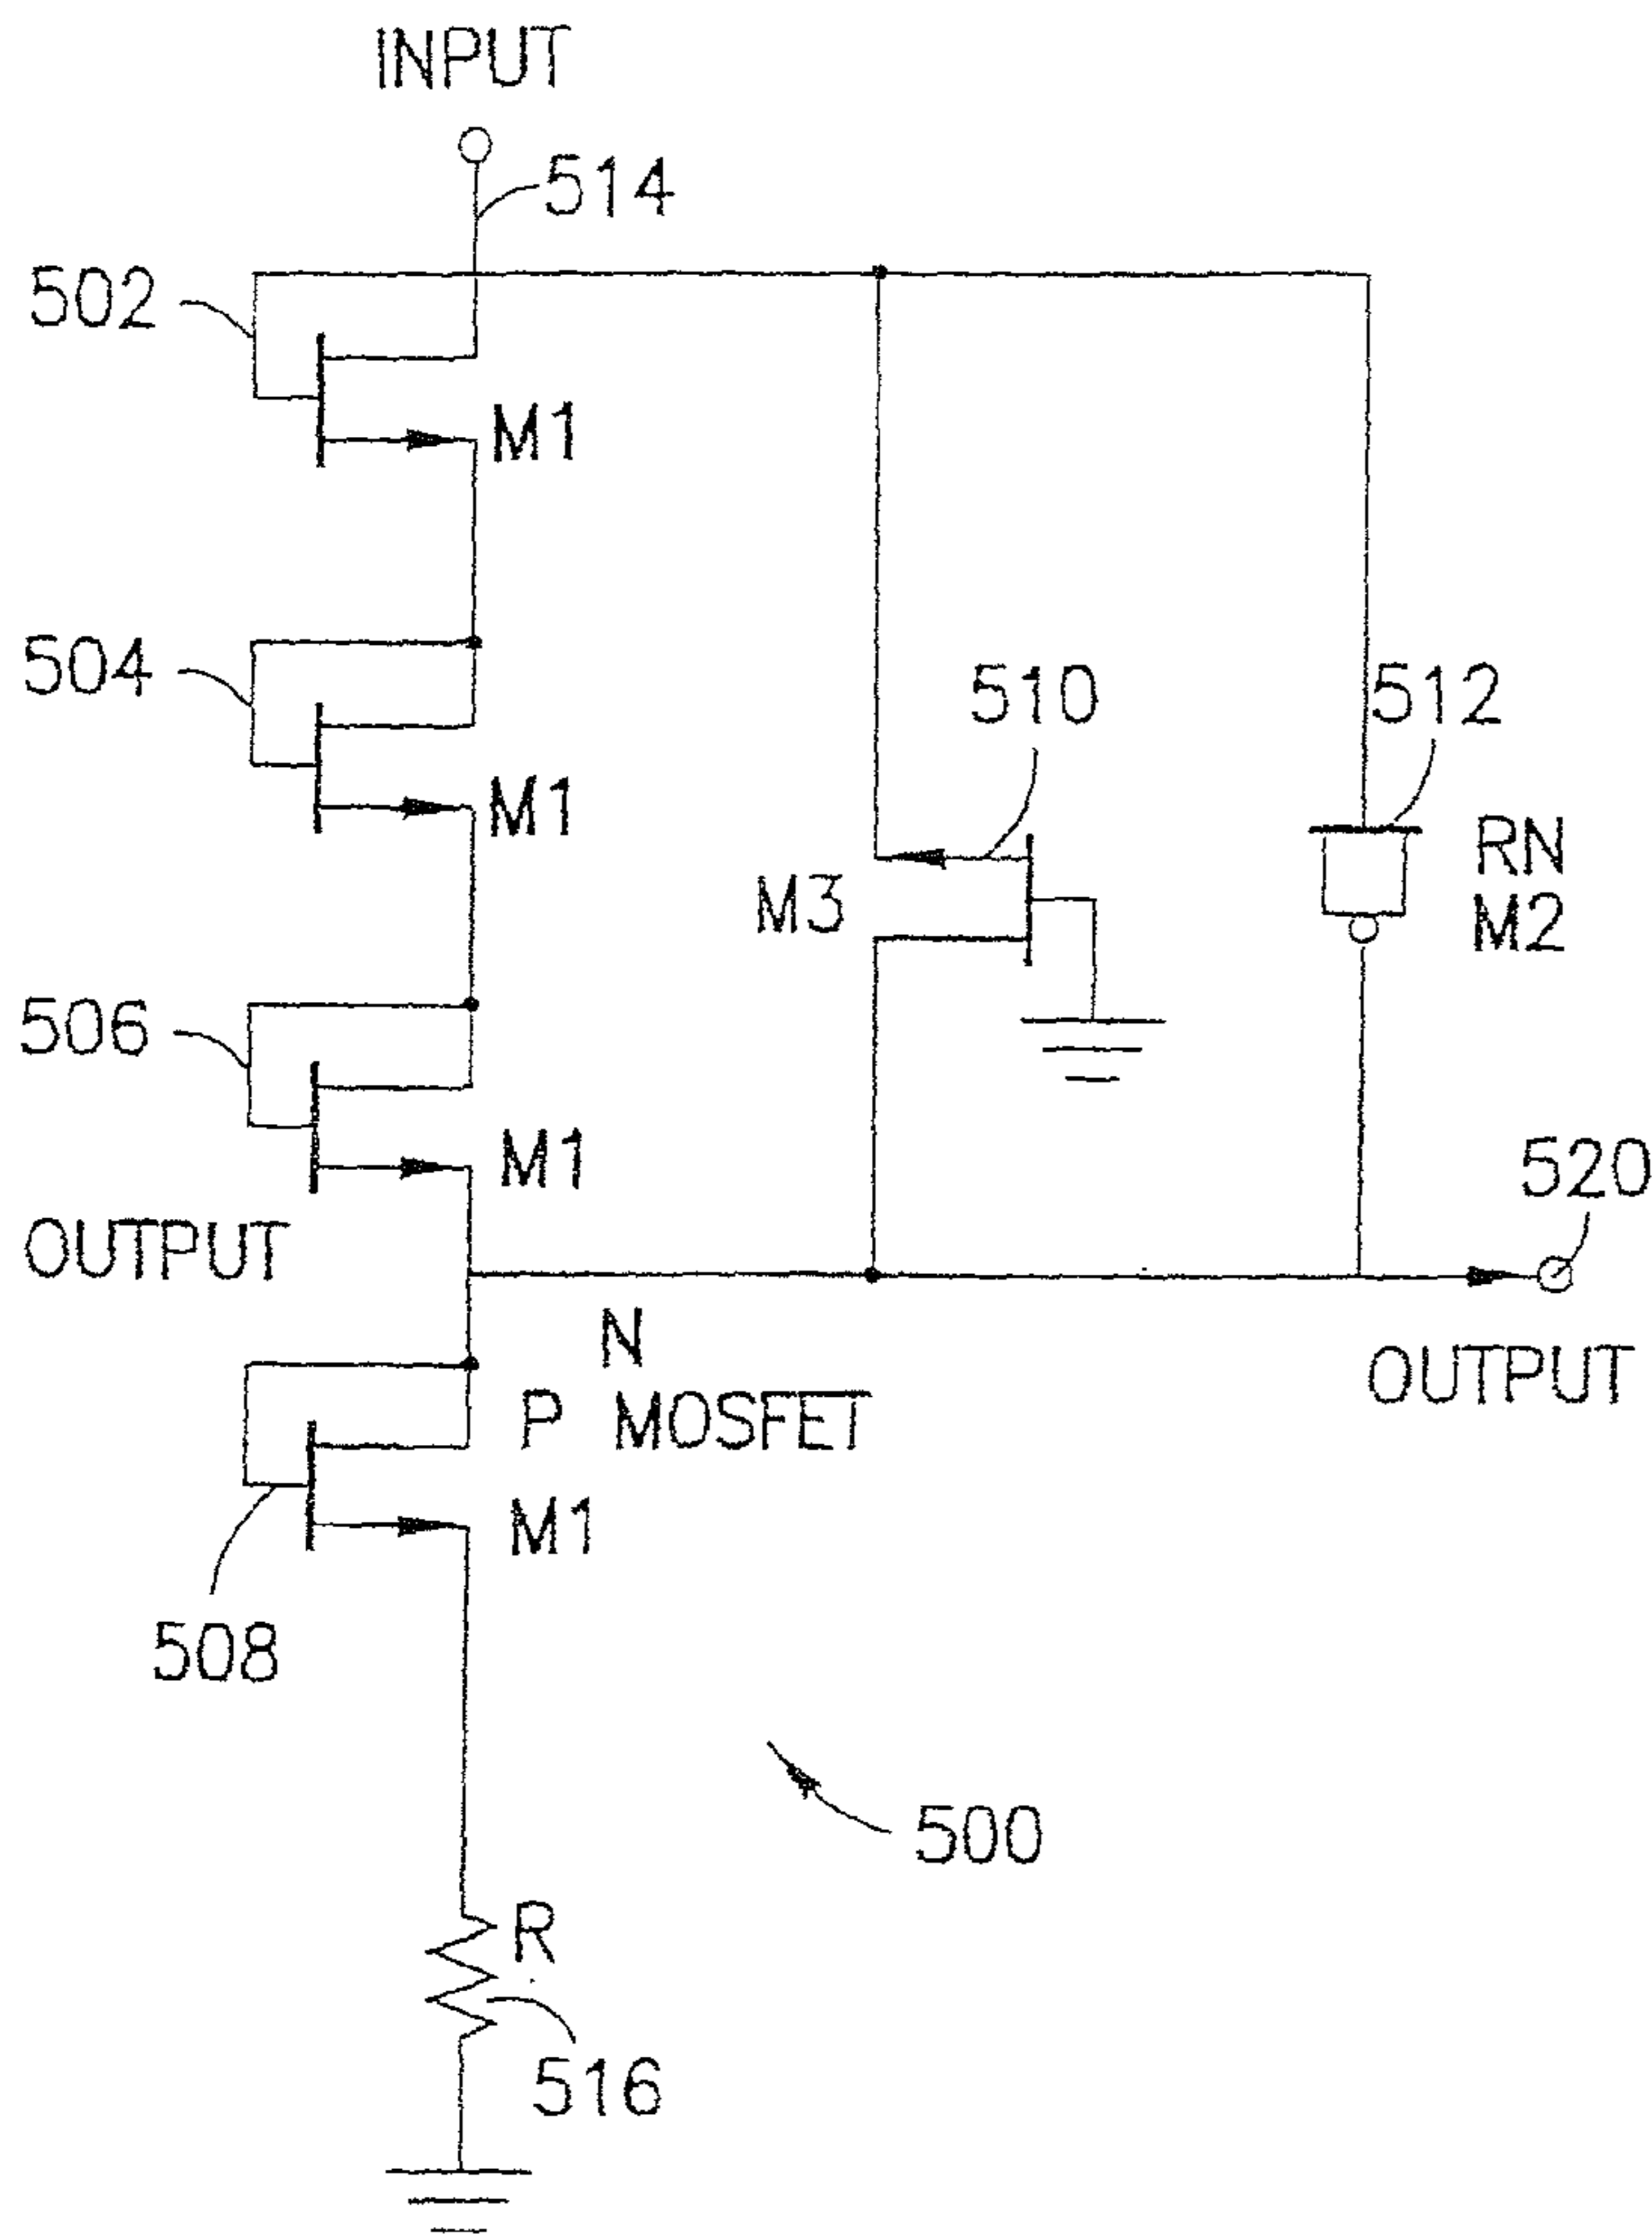 INPUT
514
502
M1
504
510
512
M1
RN
M3
M2
506
M1
520
OUTPUT
N
OUTPUT
P MOSFET
M1
508
500
R
516